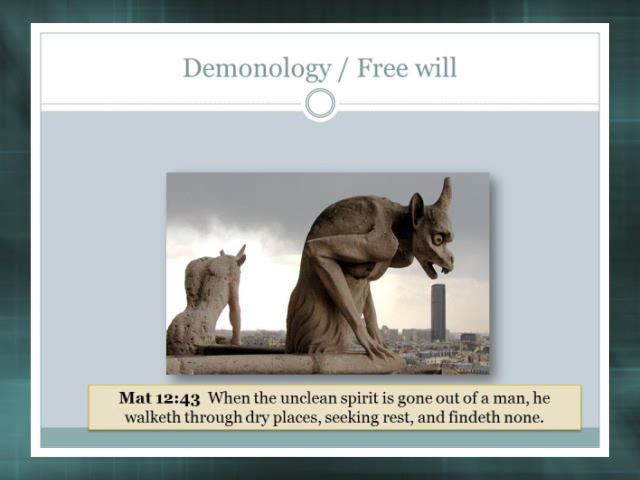 Demonology / Free will
Mat 12:43  When the unclean spirit is gone out of a man, he
walketh through dry places, seeking rest, and findeth none.